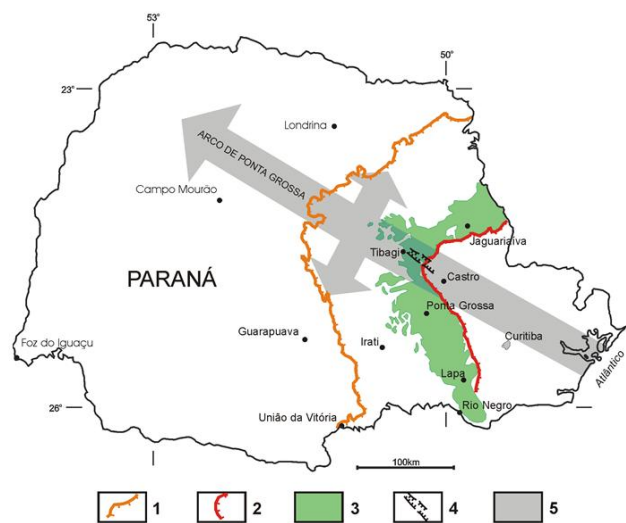 53°
50°
23°
Londrina
ARCO DE PONTA GROSSA
Campo Mourão
Jaguariaíva
Tibagi
PARANÁ
Castro
Ponta Grossa
Guarapuava
Irati
Curitiba
Foz do Iguaçu
Atlântico
Lapa
26°
União da Vitória
Rio Negro
100km
1 2 3 4 5